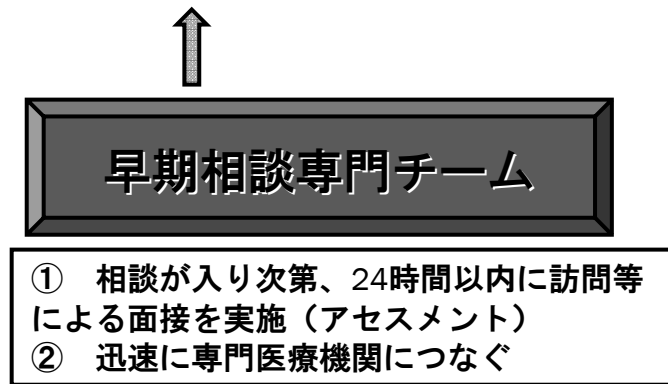 早期相談専門チーム
① 相談が入り次第、24時間以内に訪問等
による面接を実施（アセスメント）
② 迅速に専門医療機関につなぐ